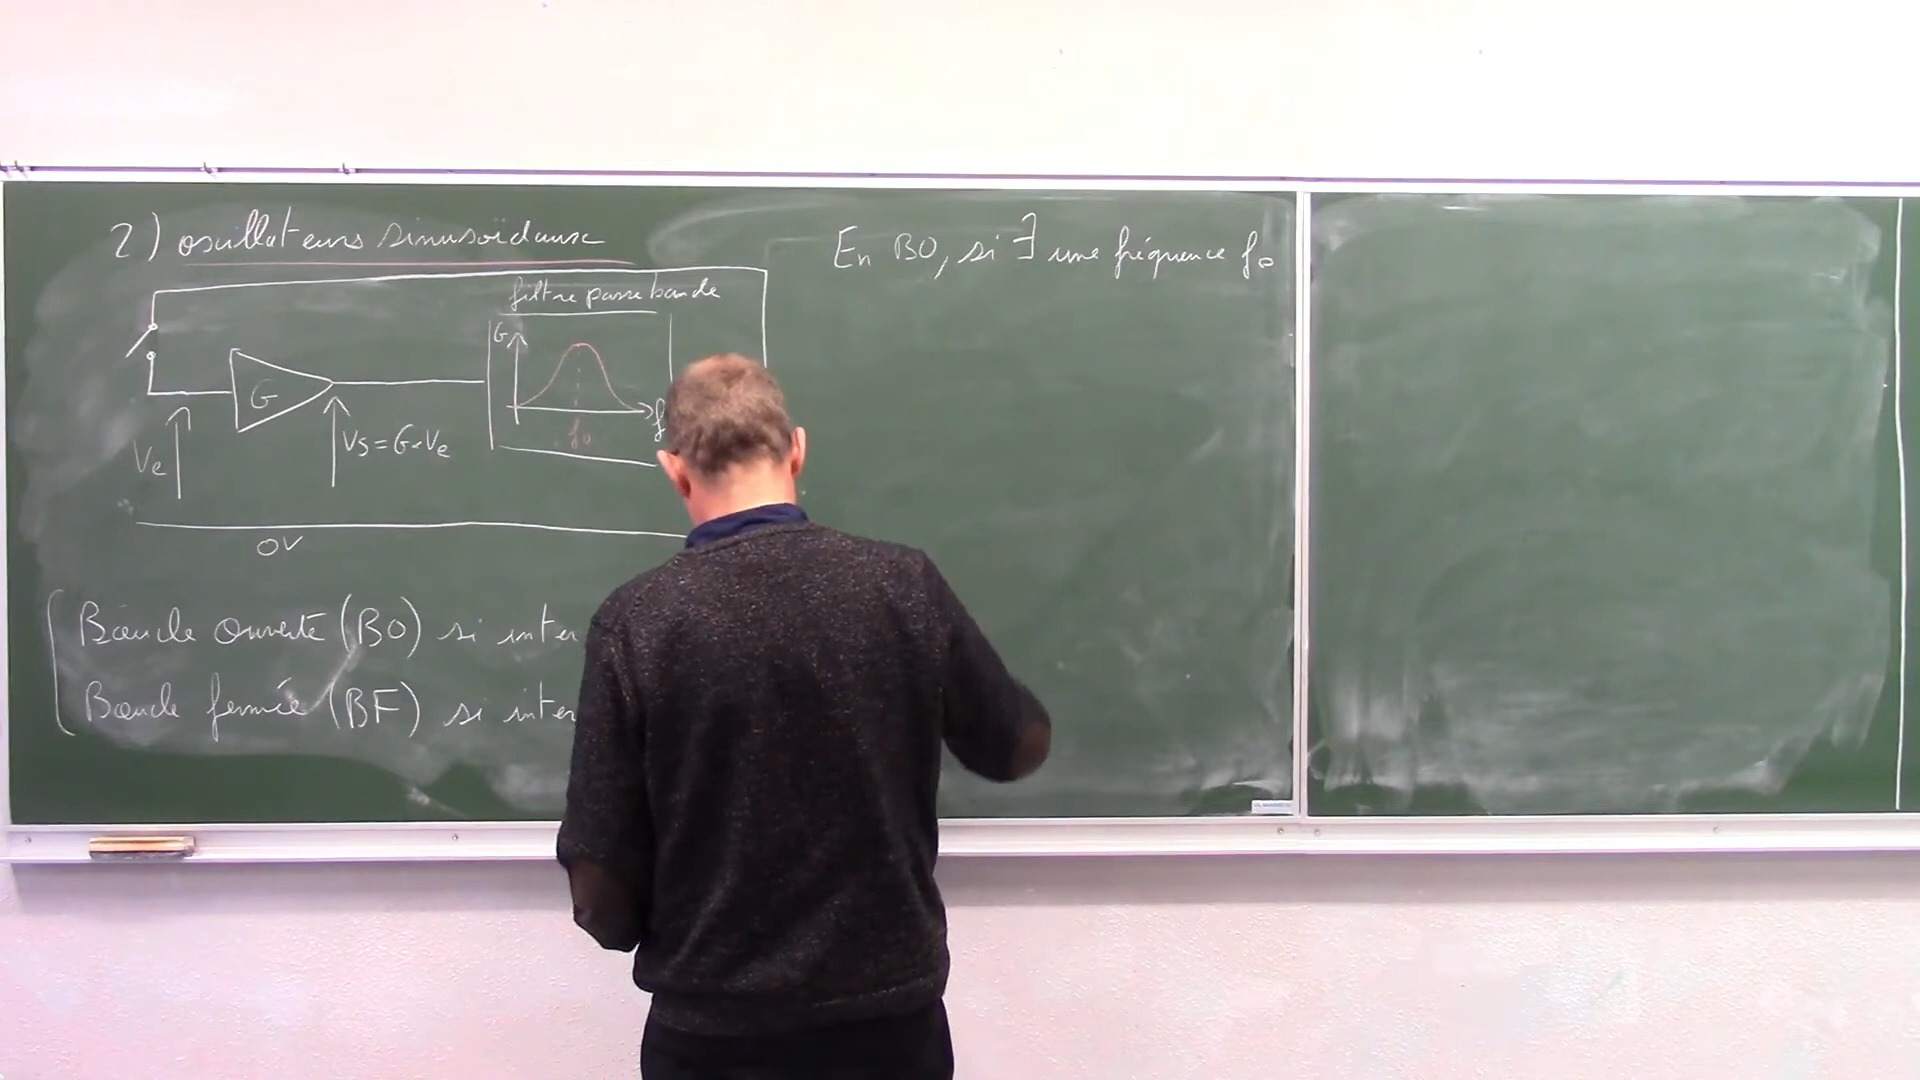 2) oscillateurs sinusoïdaux
filtre passe bande
G
f
f₀
G
Ve
Vs = G×Ve
0V
Boucle Ouverte (BO) si inter
Boucle fermée (BF) si inter
En BO, si ∃ une fréquence f₀